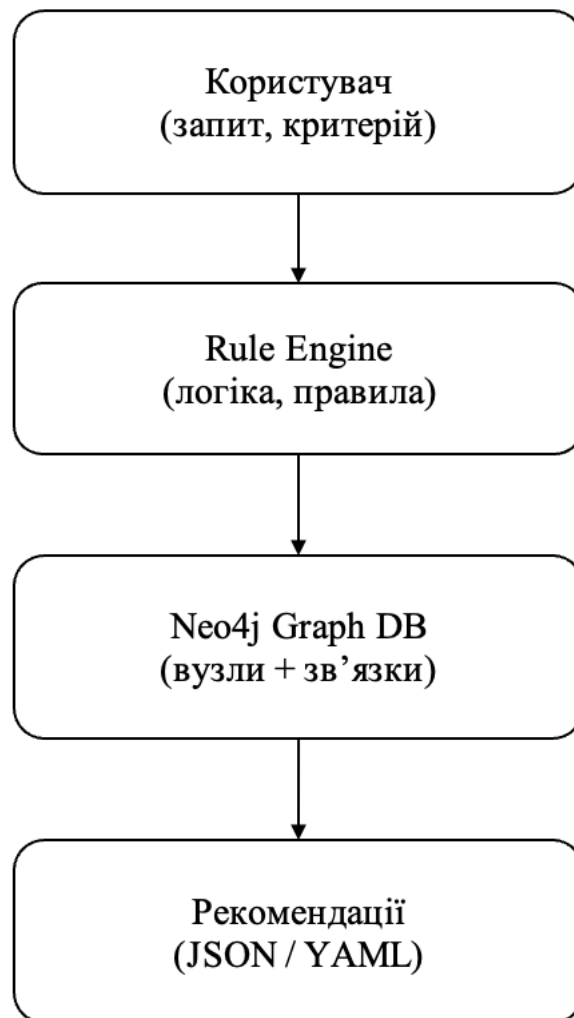 Користувач
(запит, критерій)
Rule Engine
(логіка, правила)
Neo4j Graph DB
(вузли + зв’язки)
Рекомендації
(JSON / YAML)